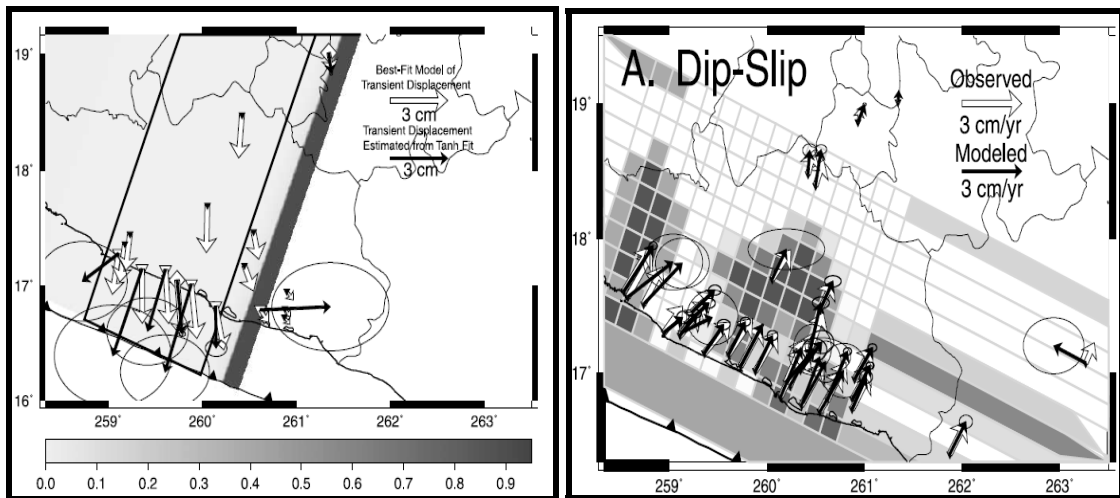 19°
18°
17°
16°
Best-Fit Model of
Transient Displacement
3 cm
Transient Displacement
Estimated from Tanh Fit
3 cm
259° 260° 261° 262° 263°
0.0 0.1 0.2 0.3 0.4 0.5 0.6 0.7 0.8 0.9
A. Dip-Slip
Observed
3 cm/yr
Modeled
3 cm/yr
19°
18°
17°
259° 260° 261° 262° 263°